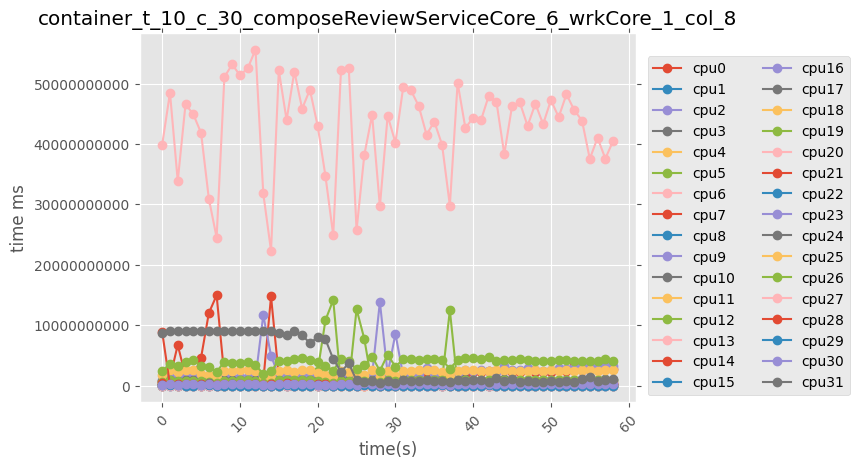 container_t_10_c_30_composeReviewServiceCore_6_wrkCore_1_col_8
time ms
50000000000
40000000000
30000000000
20000000000
10000000000
0
0
10
20
30
40
50
60
time(s)
cpu0
cpu1
cpu2
cpu3
cpu4
cpu5
cpu6
cpu7
cpu8
cpu9
cpu10
cpu11
cpu12
cpu13
cpu14
cpu15
cpu16
cpu17
cpu18
cpu19
cpu20
cpu21
cpu22
cpu23
cpu24
cpu25
cpu26
cpu27
cpu28
cpu29
cpu30
cpu31